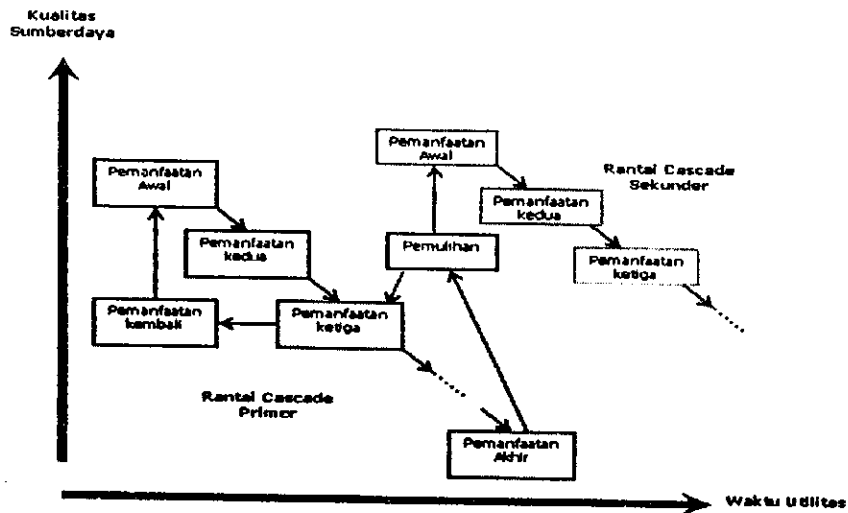 Kualitas
Sumberdaya
Pemanfaatan
Awal
Pemanfaatan
kedua
Pemanfaatan
kembali
Pemanfaatan
ketiga
Rantai Cascade
Primer
Pemanfaatan
Akhir
Pemulihan
Pemanfaatan
Awal
Pemanfaatan
kedua
Pemanfaatan
ketiga
Rantai Cascade
Sekunder
Waktu Utilitas